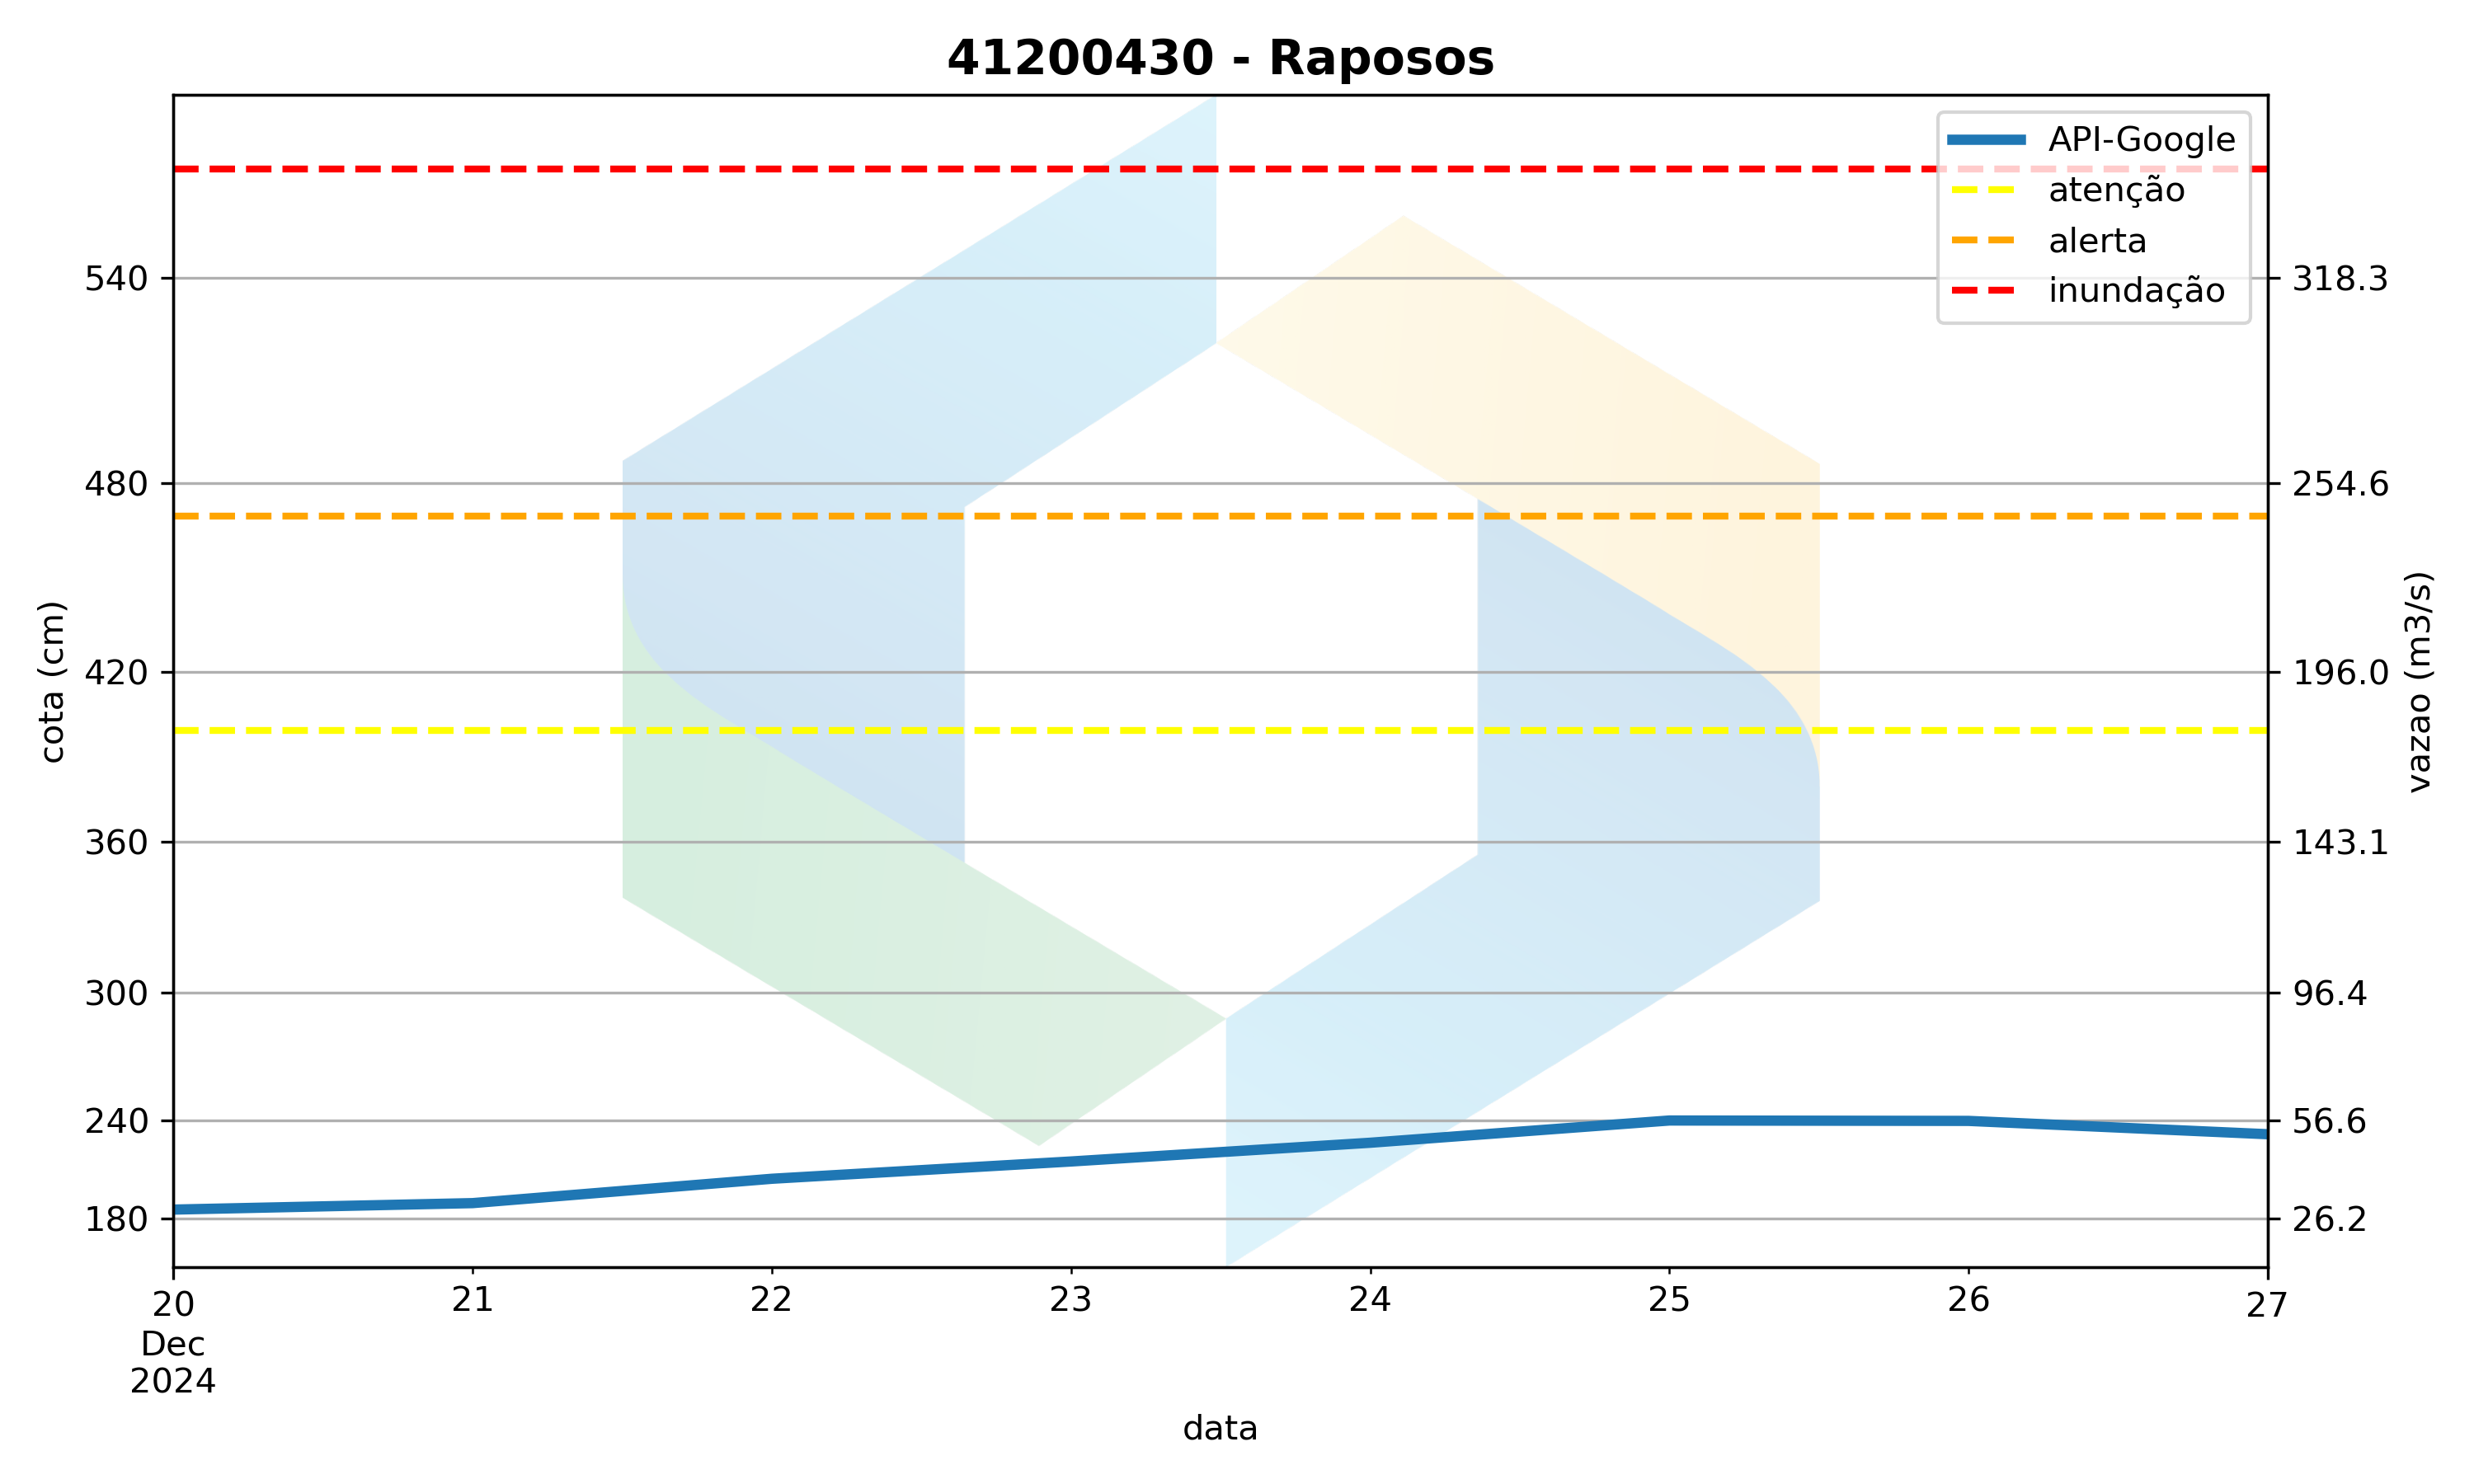 41200430 - Raposos
API-Google
atenção
alerta
inundação
cota (cm)
540
480
420
360
300
240
180
318.3
254.6
196.0
143.1
96.4
56.6
26.2
vazao (m3/s)
20
Dec
2024
21
22
23
24
25
26
27
data